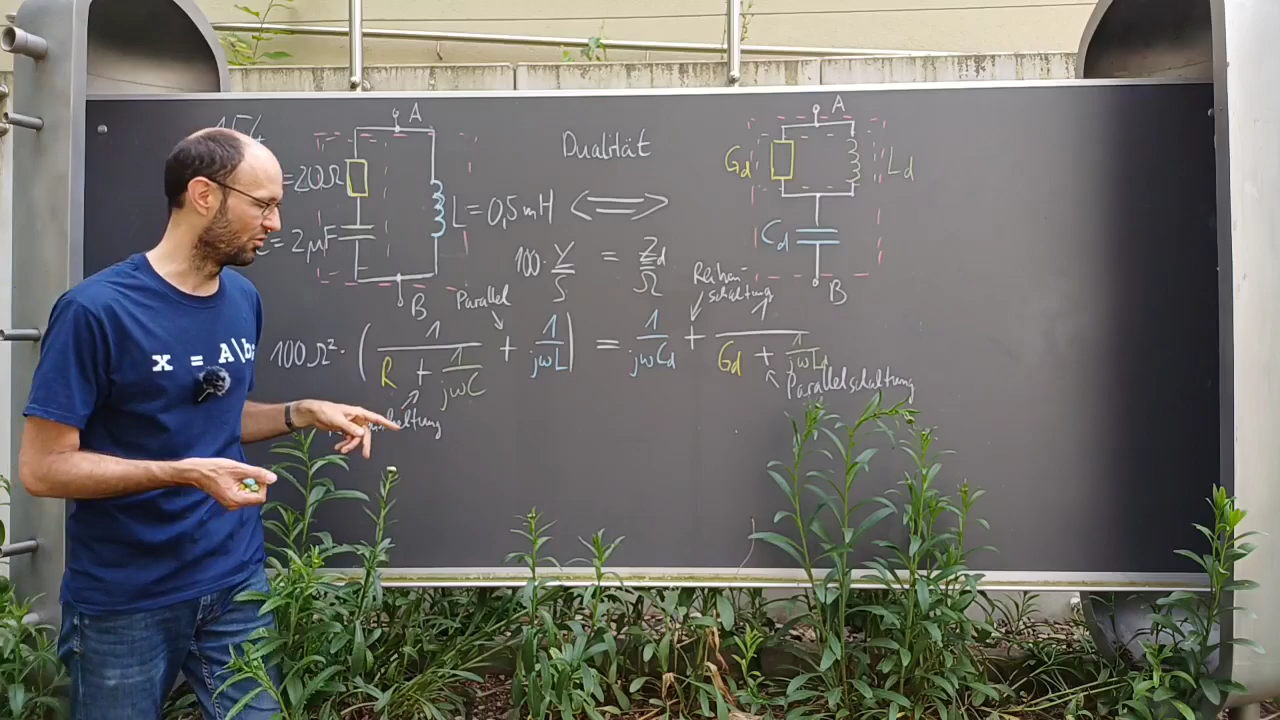 A
Dualität
A
=20Ω
L=0,5mH
⟺
G_d
L_d
= 2μF
C_d
100 · Y/S = Z_d/Ω
B
B
Parallel
Reihen-
schaltung
100Ω² · ( 1/(R + 1/(jωC)) + 1/(jωL) ) = 1/(jωC_d) + 1/(G_d + 1/(jωL_d))
Parallelschaltung
x = A\b